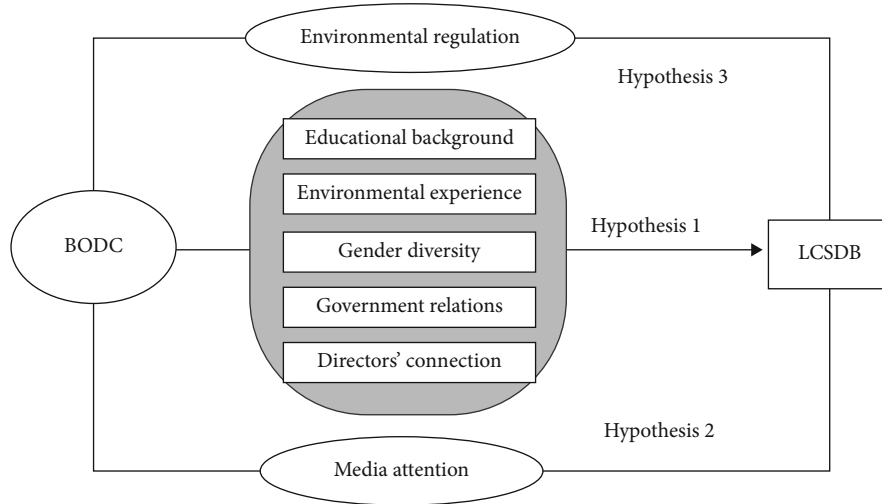 Environmental regulation
Hypothesis 3
Educational background
Environmental experience
Hypothesis 1
BODC
Gender diversity
LCSDB
Government relations
Directors' connection
Hypothesis 2
Media attention